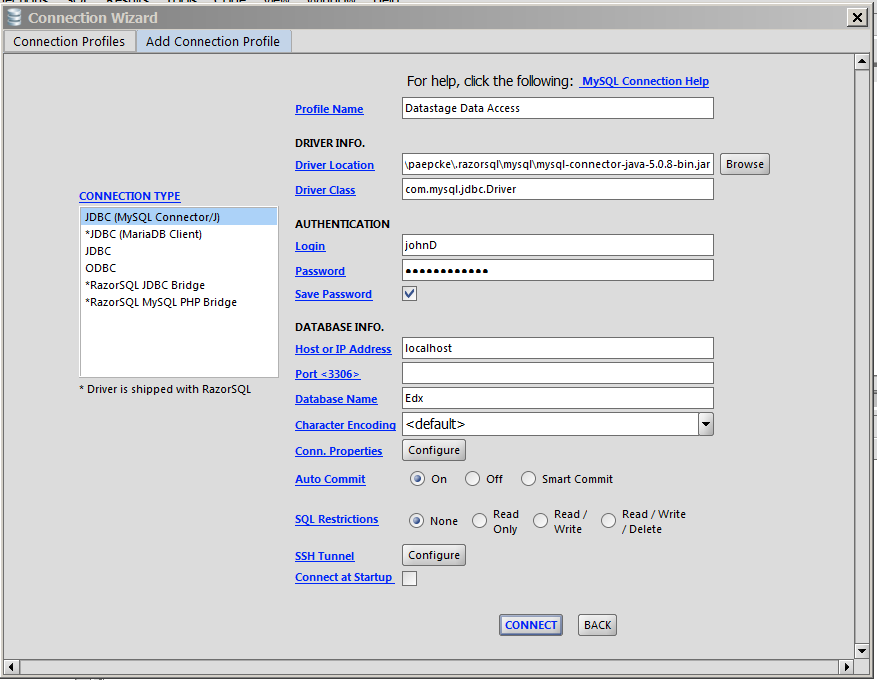 Connection Wizard
Connection Profiles
Add Connection Profile
For help, click the following: MySQL Connection Help
Profile Name
Datastage Data Access
DRIVER INFO.
Driver Location
\paepcke\.razorsql\mysql\mysql-connector-java-5.0.8-bin.jar
Browse
Driver Class
com.mysql.jdbc.Driver
CONNECTION TYPE
JDBC (MySQL Connector/J)
*JDBC (MariaDB Client)
JDBC
ODBC
*RazorSQL JDBC Bridge
*RazorSQL MySQL PHP Bridge
* Driver is shipped with RazorSQL
AUTHENTICATION
Login
johnD
Password
●●●●●●●●●●●●
Save Password
DATABASE INFO.
Host or IP Address
localhost
Port <3306>
Database Name
Edx
Character Encoding
<default>
Conn. Properties
Configure
Auto Commit
On
Off
Smart Commit
SQL Restrictions
None
Read
Only
Read /
Write
Read / Write
/ Delete
SSH Tunnel
Configure
Connect at Startup
CONNECT
BACK